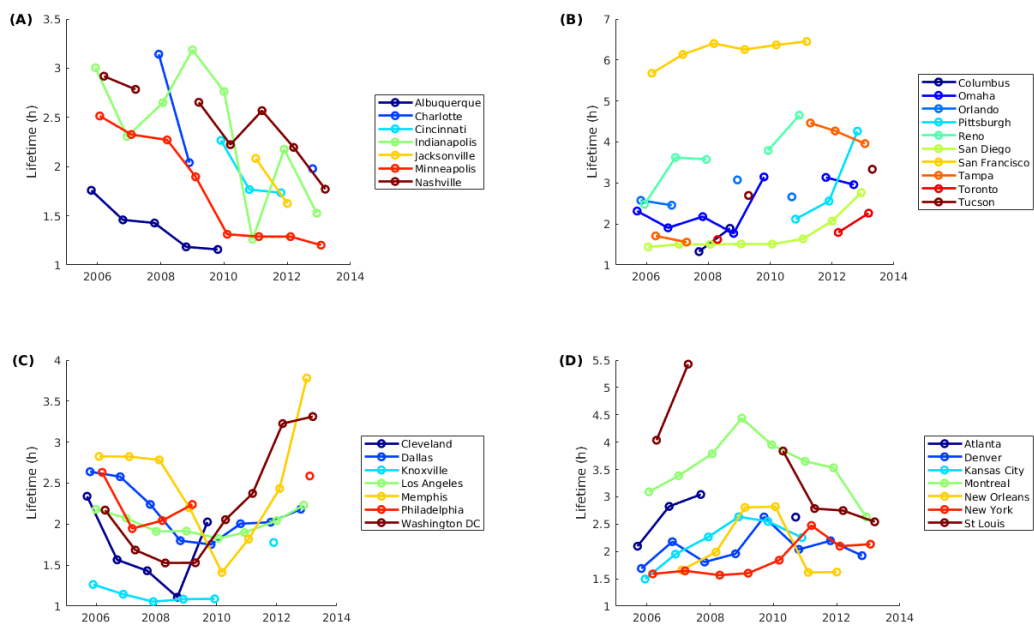 (A)
3.5
3
2.5
2
1.5
1
Lifetime (h)
2006 2008 2010 2012 2014
Albuquerque
Charlotte
Cincinnati
Indianapolis
Jacksonville
Minneapolis
Nashville
(B)
7
6
5
4
3
2
1
Lifetime (h)
2006 2008 2010 2012 2014
Columbus
Omaha
Orlando
Pittsburgh
Reno
San Diego
San Francisco
Tampa
Toronto
Tucson
(C)
4
3.5
3
2.5
2
1.5
1
Lifetime (h)
2006 2008 2010 2012 2014
Cleveland
Dallas
Knoxville
Los Angeles
Memphis
Philadelphia
Washington DC
(D)
5.5
5
4.5
4
3.5
3
2.5
2
1.5
1
Lifetime (h)
2006 2008 2010 2012 2014
Atlanta
Denver
Kansas City
Montreal
New Orleans
New York
St Louis